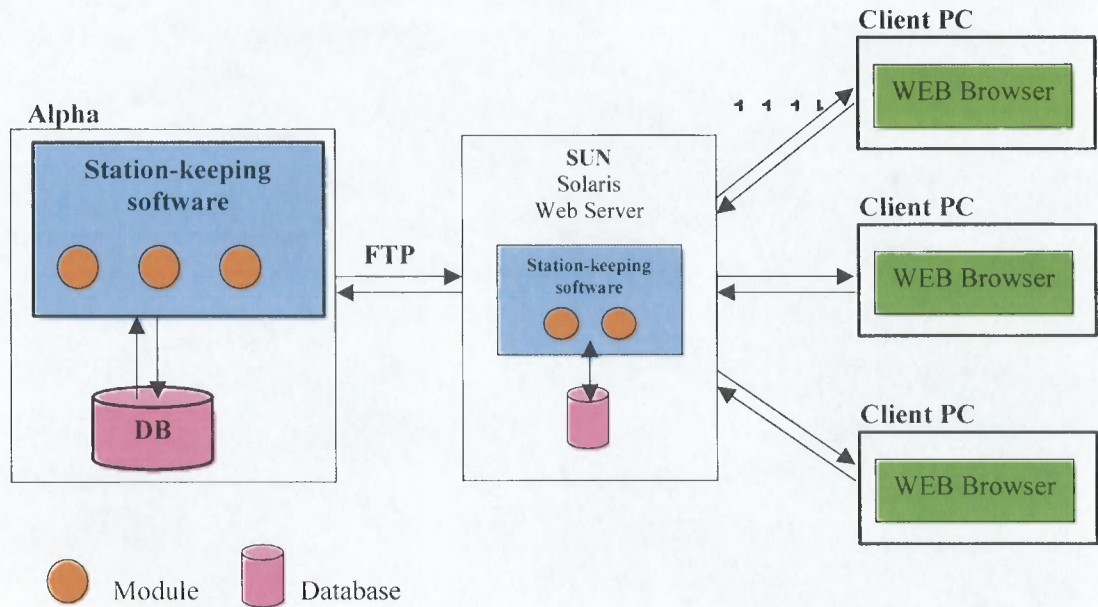 Alpha
Station-keeping
software
DB
FTP
SUN
Solaris
Web Server
Station-keeping
software
Client PC
WEB Browser
Client PC
WEB Browser
Client PC
WEB Browser
Module
Database